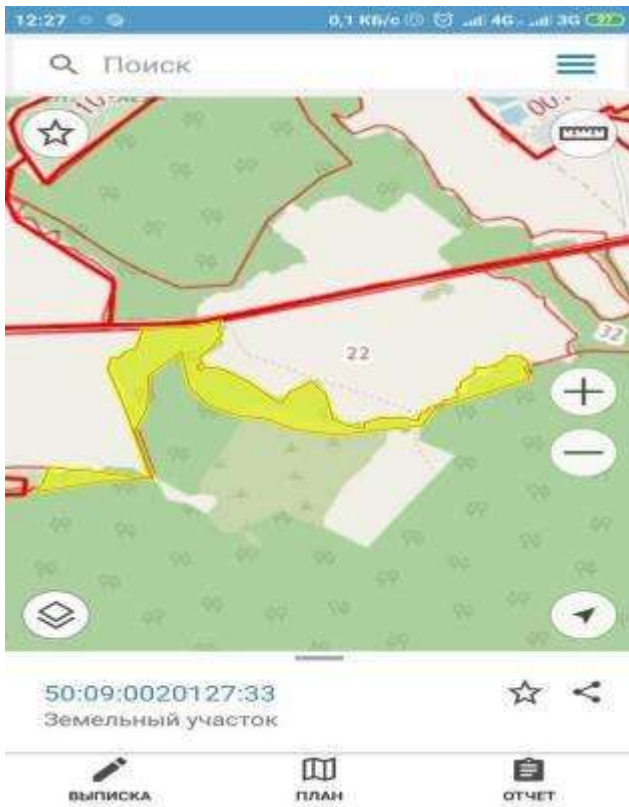 12:27
0,1 КБ/с 4G 3G 97
Поиск
22
32
50:09:0020127:33
Земельный участок
ВЫПИСКА
ПЛАН
ОТЧЕТ